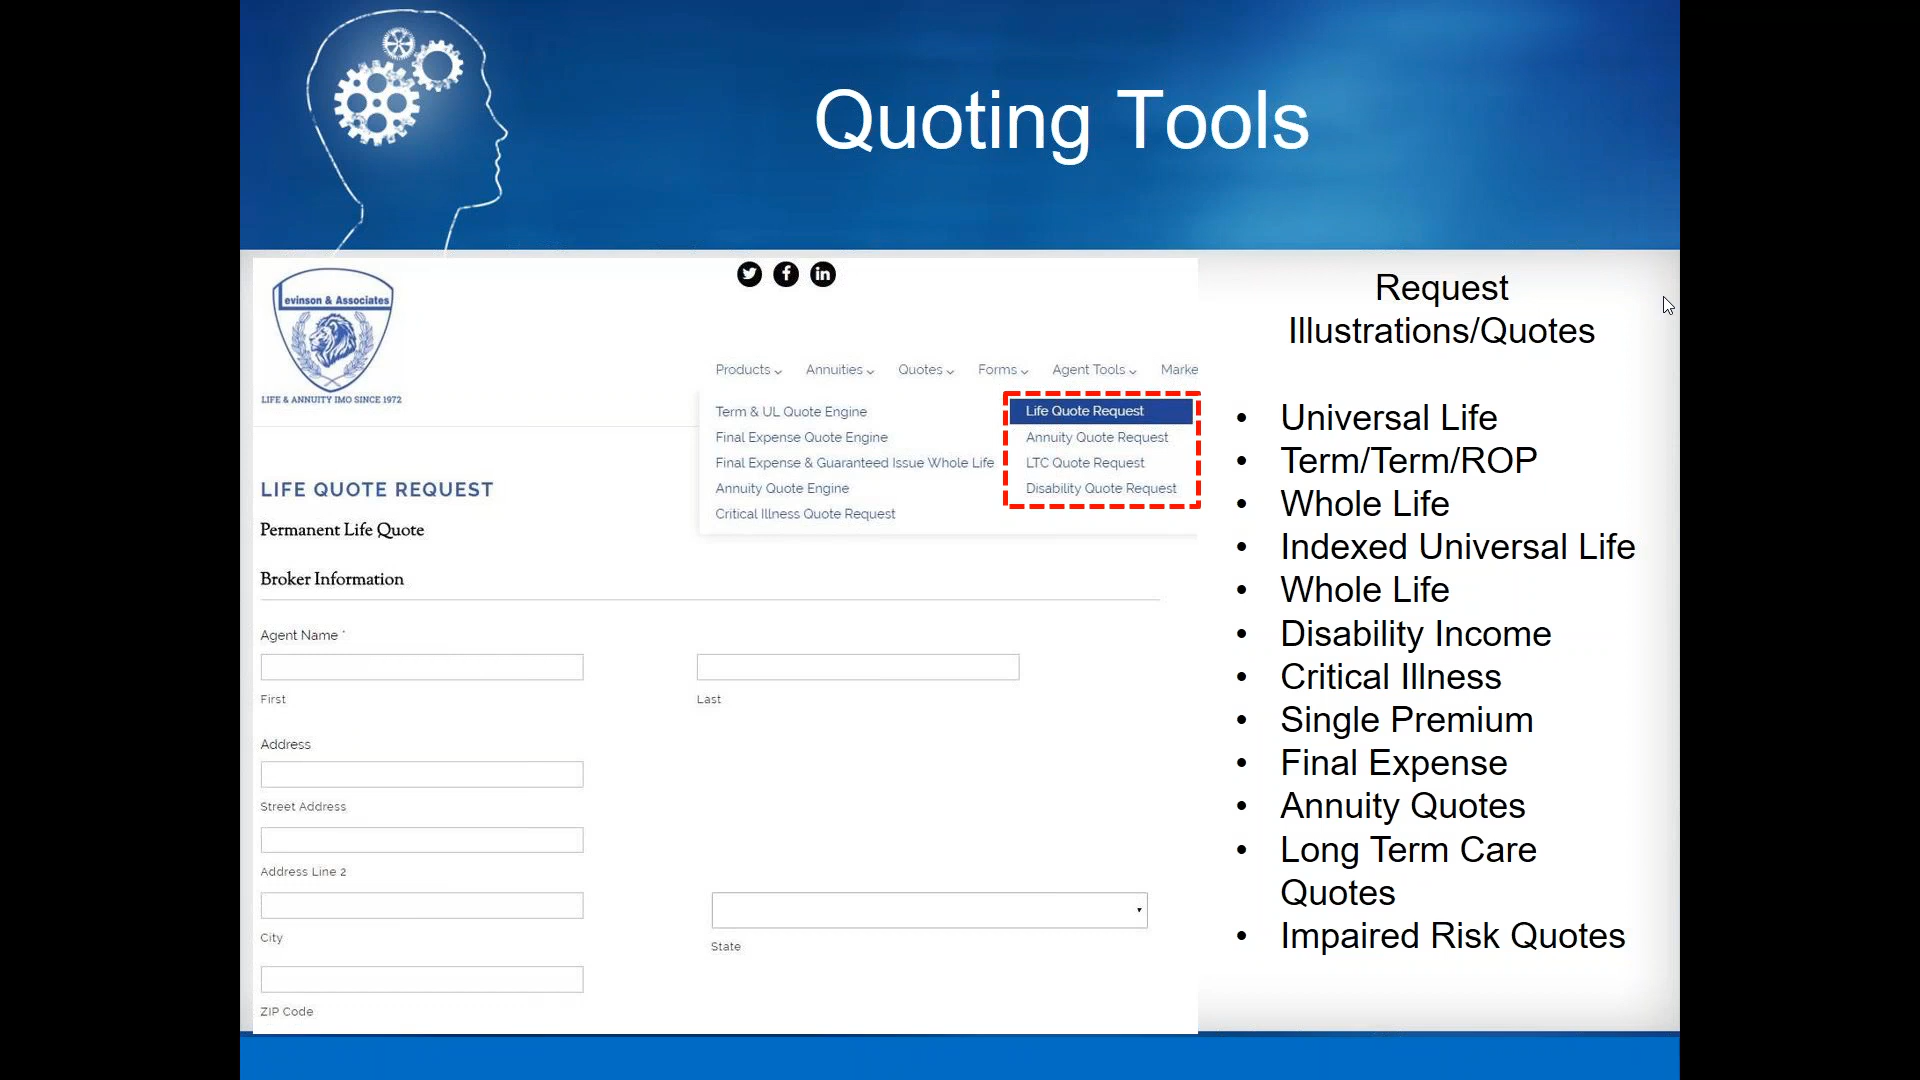 Quoting Tools
Levinson & Associates
LIFE & ANNUITY IMO SINCE 1972
Products
Annuities
Quotes
Forms
Agent Tools
Marke
Term & UL Quote Engine
Final Expense Quote Engine
Final Expense & Guaranteed Issue Whole Life
Annuity Quote Engine
Critical Illness Quote Request
Life Quote Request
Annuity Quote Request
LTC Quote Request
Disability Quote Request
LIFE QUOTE REQUEST
Permanent Life Quote
Broker Information
Agent Name *
First
Last
Address
Street Address
Address Line 2
City
State
ZIP Code
Request
Illustrations/Quotes
• Universal Life
• Term/Term/ROP
• Whole Life
• Indexed Universal Life
• Whole Life
• Disability Income
• Critical Illness
• Single Premium
• Final Expense
• Annuity Quotes
• Long Term Care
Quotes
• Impaired Risk Quotes